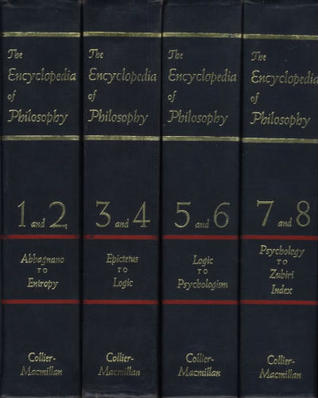 The
Encyclopedia
of
Philosophy
1 and 2
Abbagnano
TO
Entropy
Collier-
Macmillan
The
Encyclopedia
of
Philosophy
3 and 4
Epictetus
TO
Logic
Collier-
Macmillan
The
Encyclopedia
of
Philosophy
5 and 6
Logic
TO
Psychologism
Collier-
Macmillan
The
Encyclopedia
of
Philosophy
7 and 8
Psychology
TO
Zubiri
Index
Collier-
Macmillan